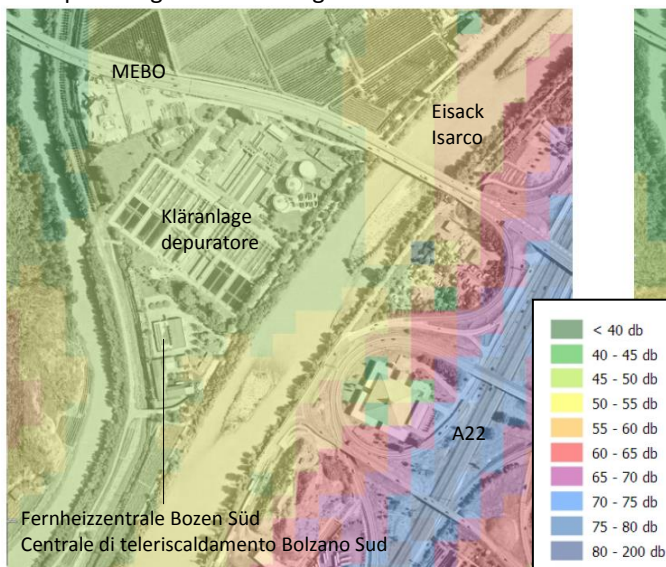 MEBO
Eisack
Isarco
Kläranlage
depuratore
A22
Fernheizzentrale Bozen Süd
Centrale di teleriscaldamento Bolzano Sud
< 40 db
40 - 45 db
45 - 50 db
50 - 55 db
55 - 60 db
60 - 65 db
65 - 70 db
70 - 75 db
75 - 80 db
80 - 200 db